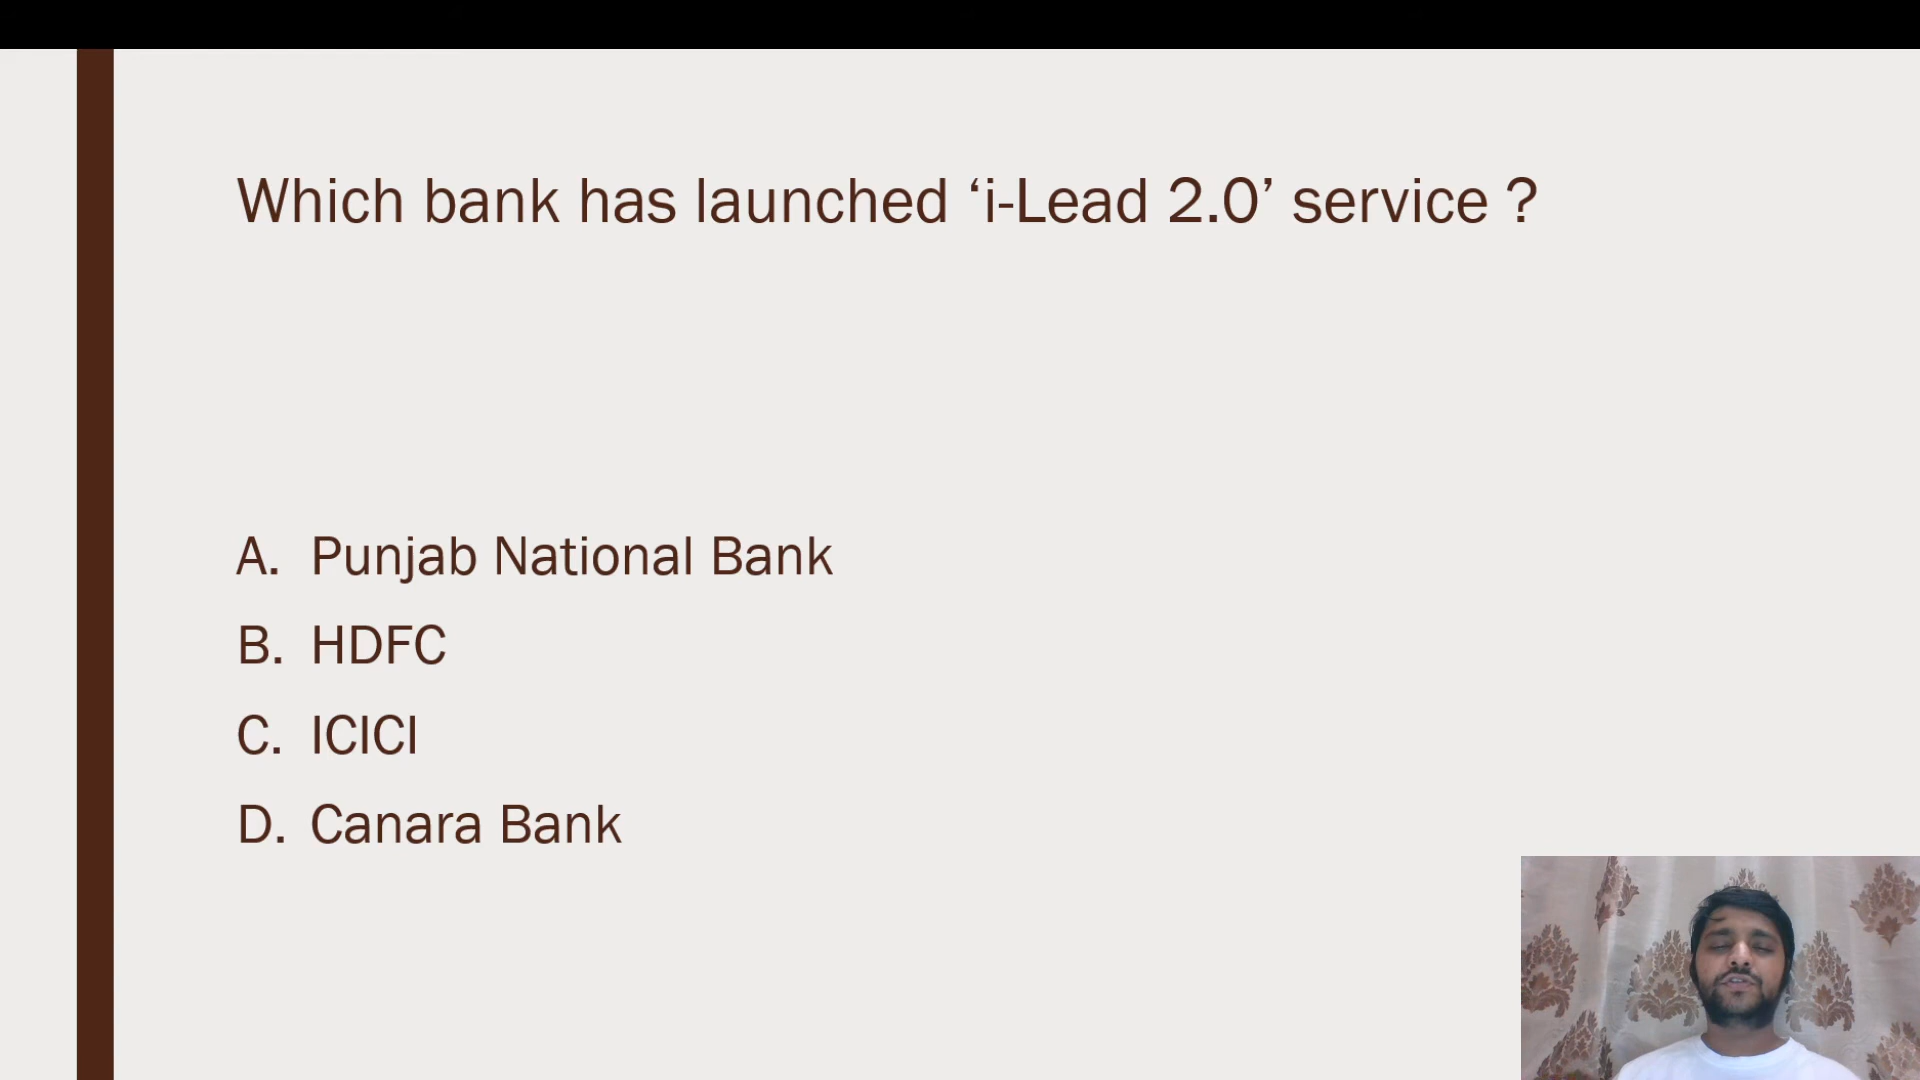 Which bank has launched ‘i-Lead 2.0’ service ?
A. Punjab National Bank
B. HDFC
C. ICICI
D. Canara Bank